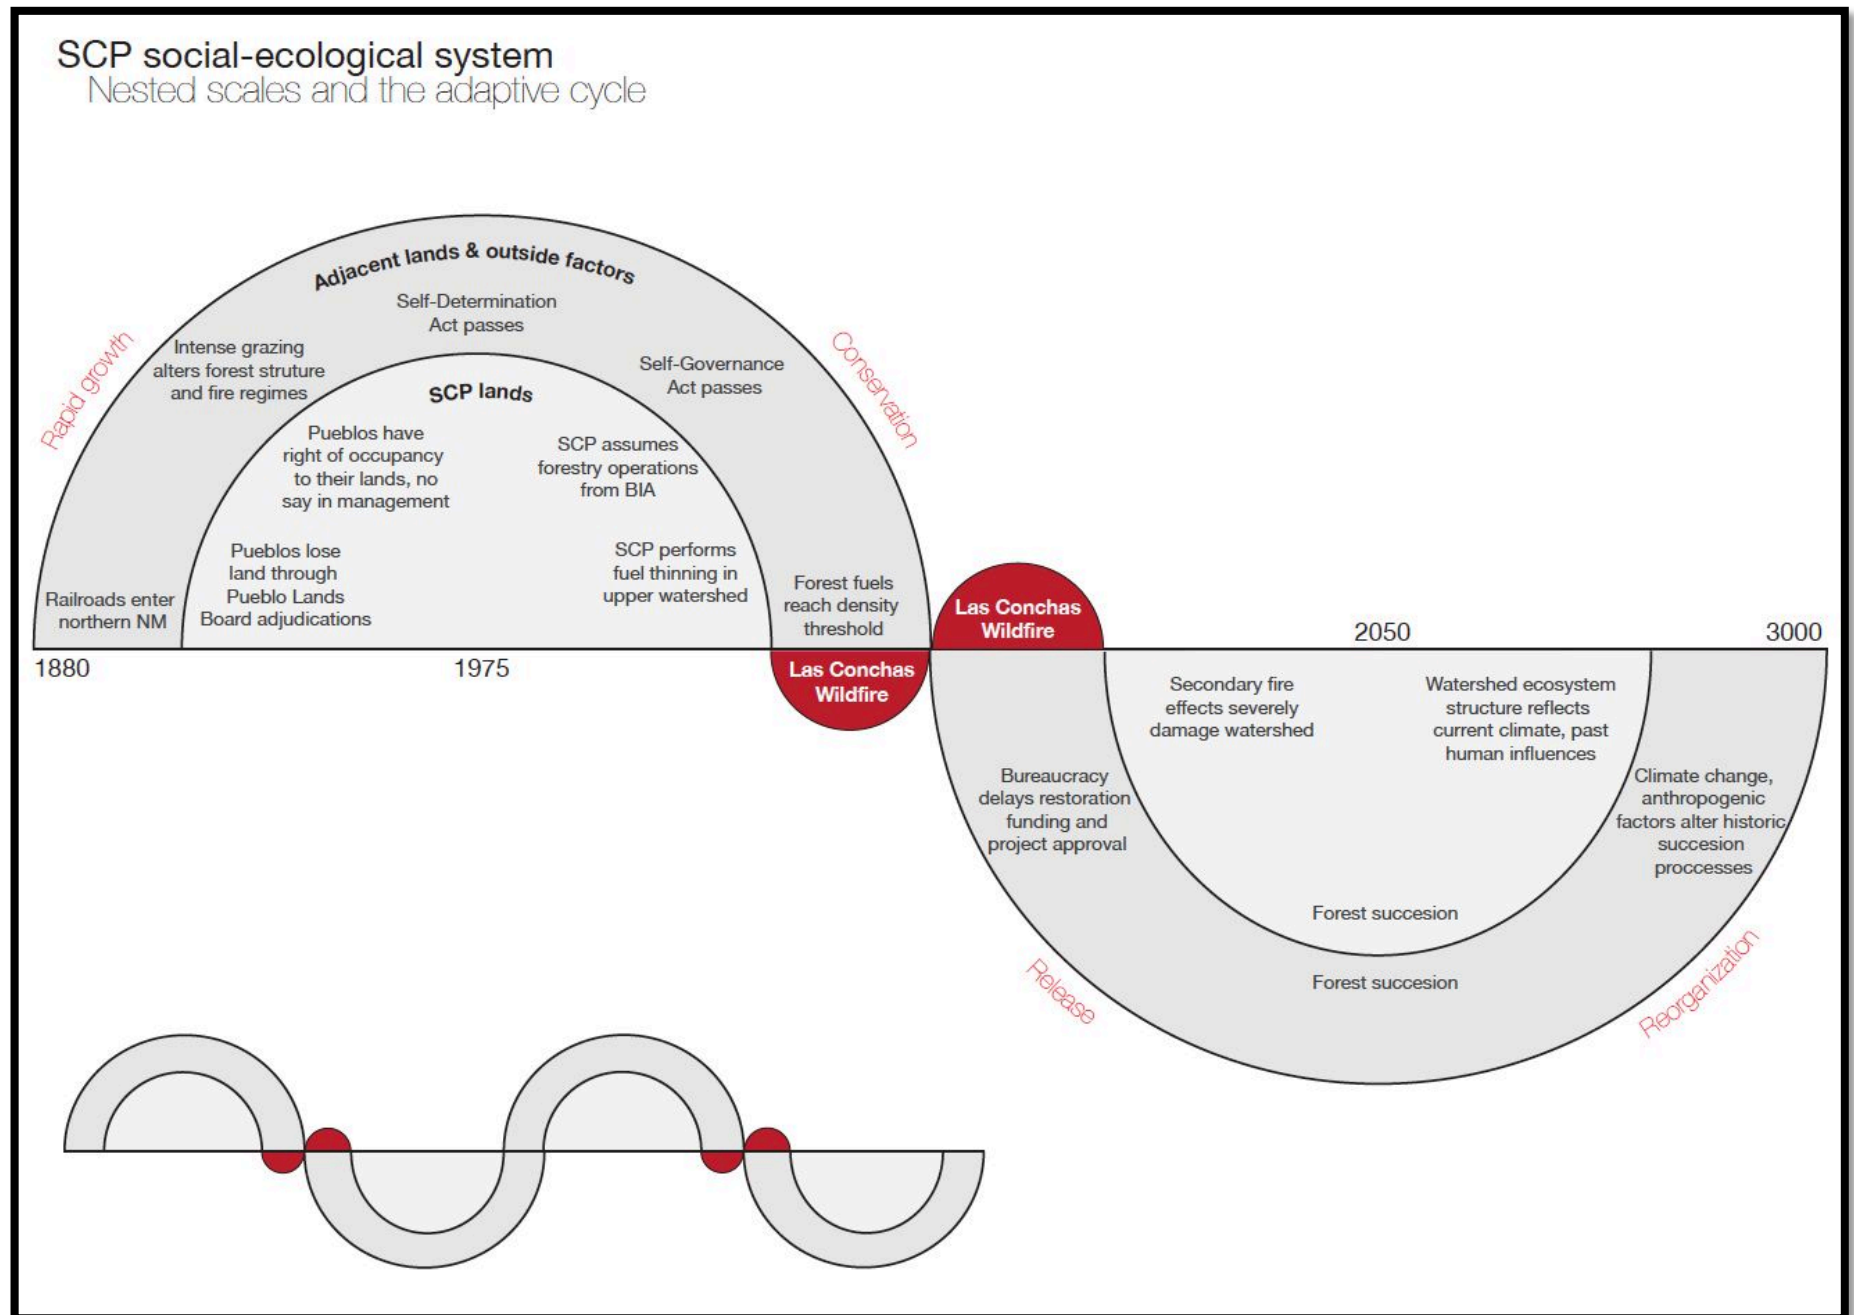 SCP social-ecological system
Nested scales and the adaptive cycle
Adjacent lands & outside factors
Rapid growth
Conservation
Self-Determination
Act passes
Intense grazing
alters forest struture
and fire regimes
Self-Governance
Act passes
Railroads enter
northern NM
Forest fuels
reach density
threshold
SCP lands
Pueblos have
right of occupancy
to their lands, no
say in management
SCP assumes
forestry operations
from BIA
Pueblos lose
land through
Pueblo Lands
Board adjudications
SCP performs
fuel thinning in
upper watershed
Las Conchas
Wildfire
2050
3000
1880
1975
Las Conchas
Wildfire
Secondary fire
effects severely
damage watershed
Watershed ecosystem
structure reflects
current climate, past
human influences
Bureaucracy
delays restoration
funding and
project approval
Climate change,
anthropogenic
factors alter historic
succesion
proccesses
Forest succesion
Forest succesion
Release
Reorganization